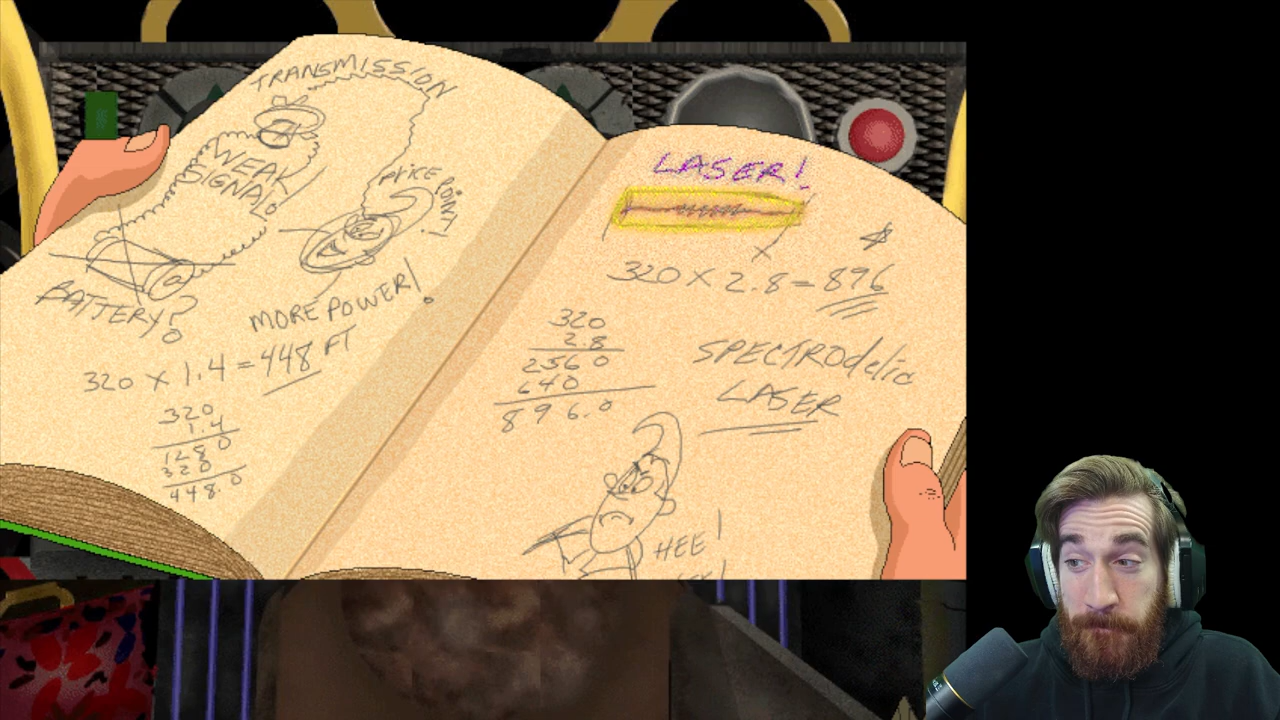 TRANSMISSION
WEAK
SIGNAL!
PRICE POINT!
BATTERY?
MORE POWER!
320 x 1.4 = 448 FT
320
1.4
1280
320
448.0
LASER!
$
320 x 2.8 = 896
320
2.8
2560
640
896.0
SPECTROdelic
LASER
HEE!